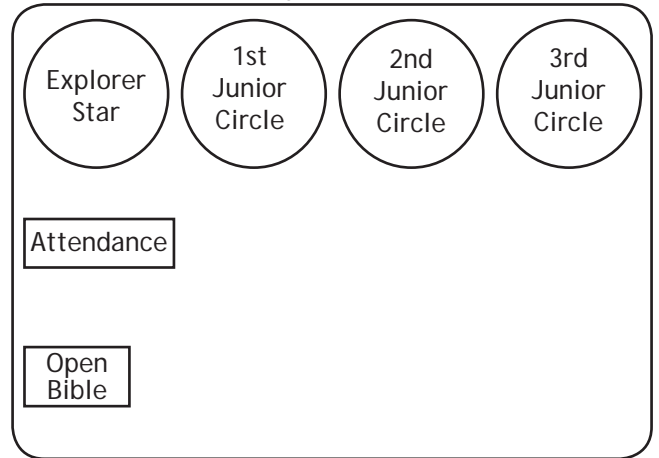 Explorer
Star
1st
Junior
Circle
2nd
Junior
Circle
3rd
Junior
Circle
Attendance
Open
Bible